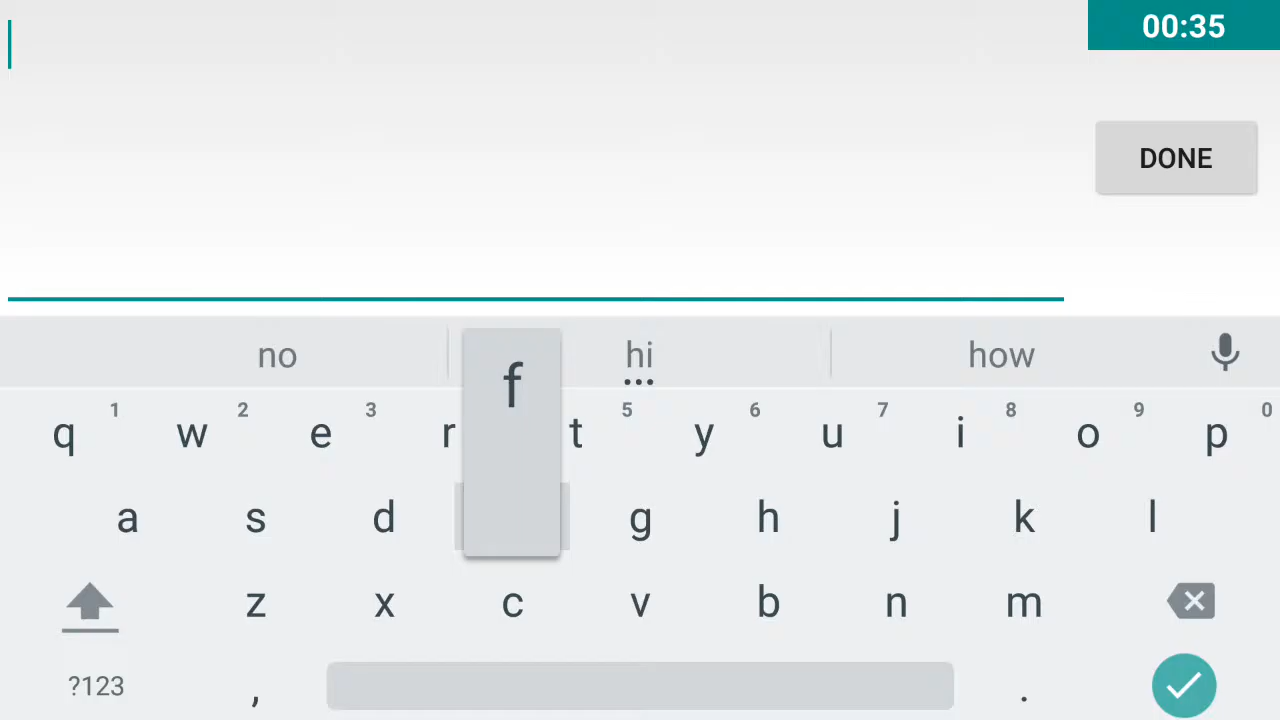 00:35
DONE
no hi how
1 2 3 5 6 7 8 9 0
q w e r t y u i o p
f
a s d g h j k l
z x c v b n m
?123 , .